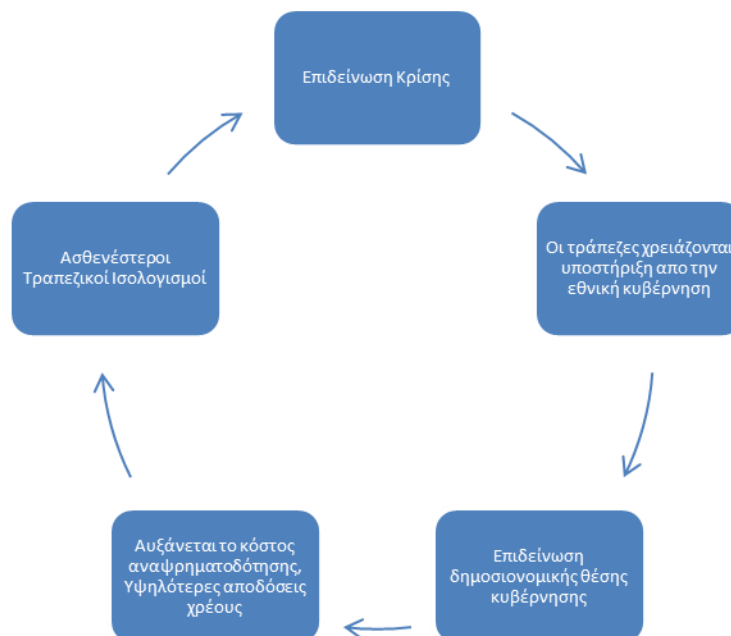 Επιδείνωση Κρίσης
Οι τράπεζες χρειάζονται
υποστήριξη απο την
εθνική κυβέρνηση
Επιδείνωση
δημοσιονομικής θέσης
κυβέρνησης
Αυξάνεται το κόστος
αναψρηματοδότησης,
Υψηλότερες αποδόσεις
χρέους
Ασθενέστεροι
Τραπεζικοί Ισολογισμοί